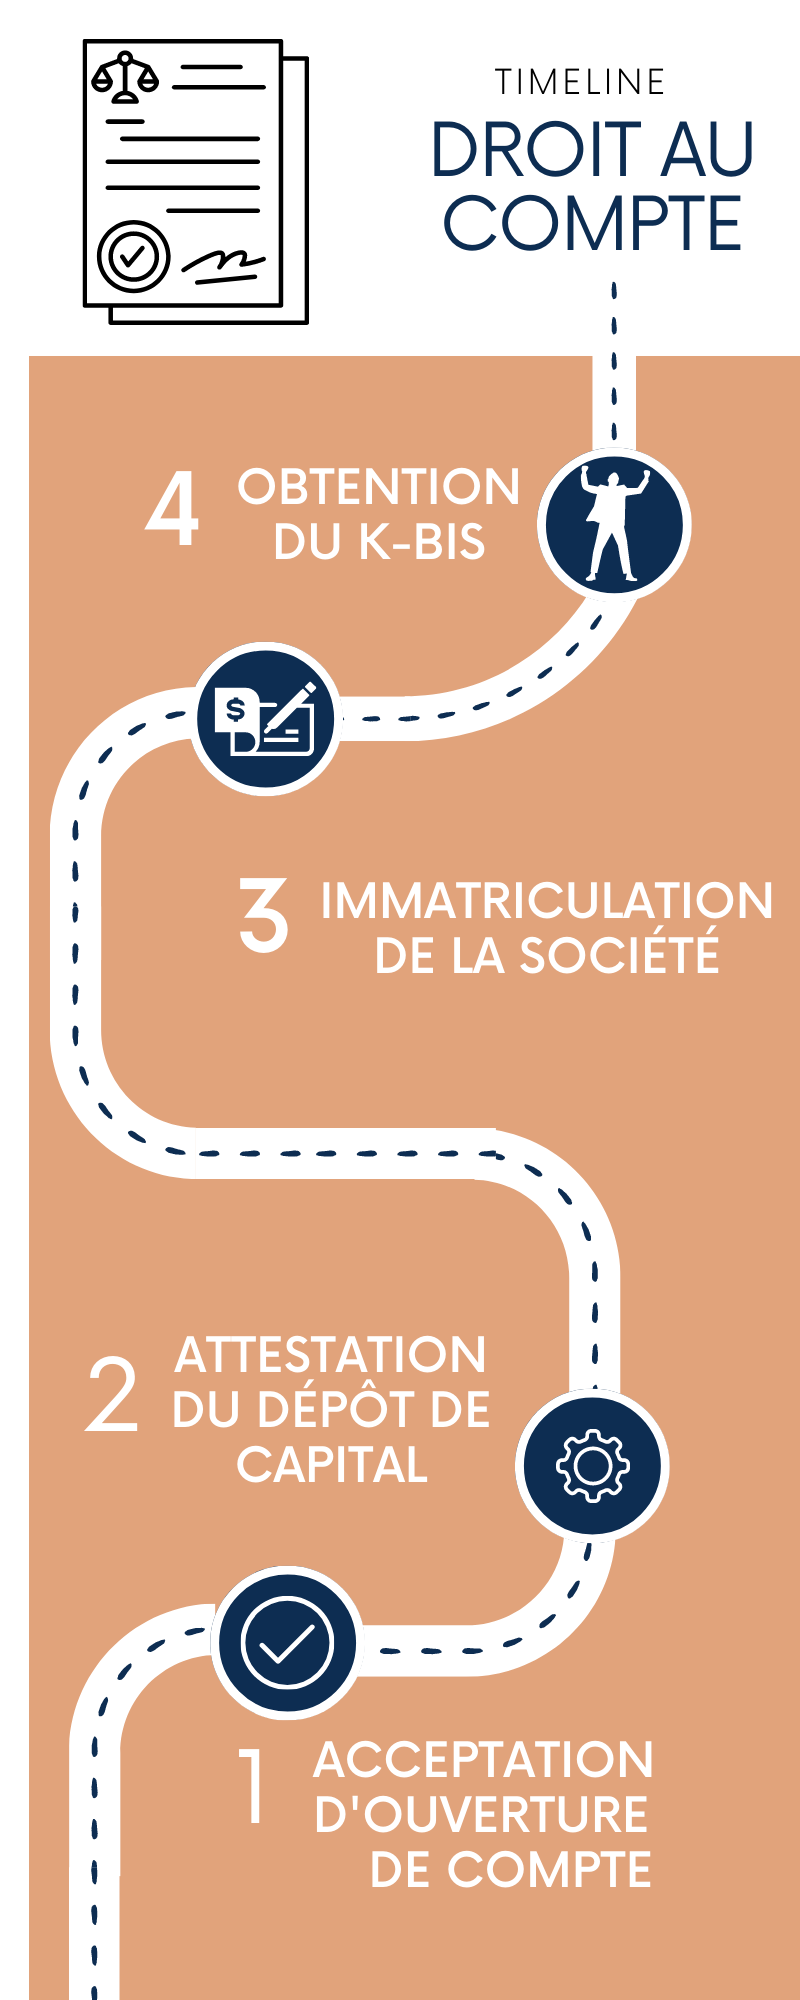 TIMELINE
DROIT AU
COMPTE
4
OBTENTION
DU K-BIS
$
3
IMMATRICULATION
DE LA SOCIÉTÉ
2
ATTESTATION
DU DÉPÔT DE
CAPITAL
1
ACCEPTATION
D'OUVERTURE
DE COMPTE